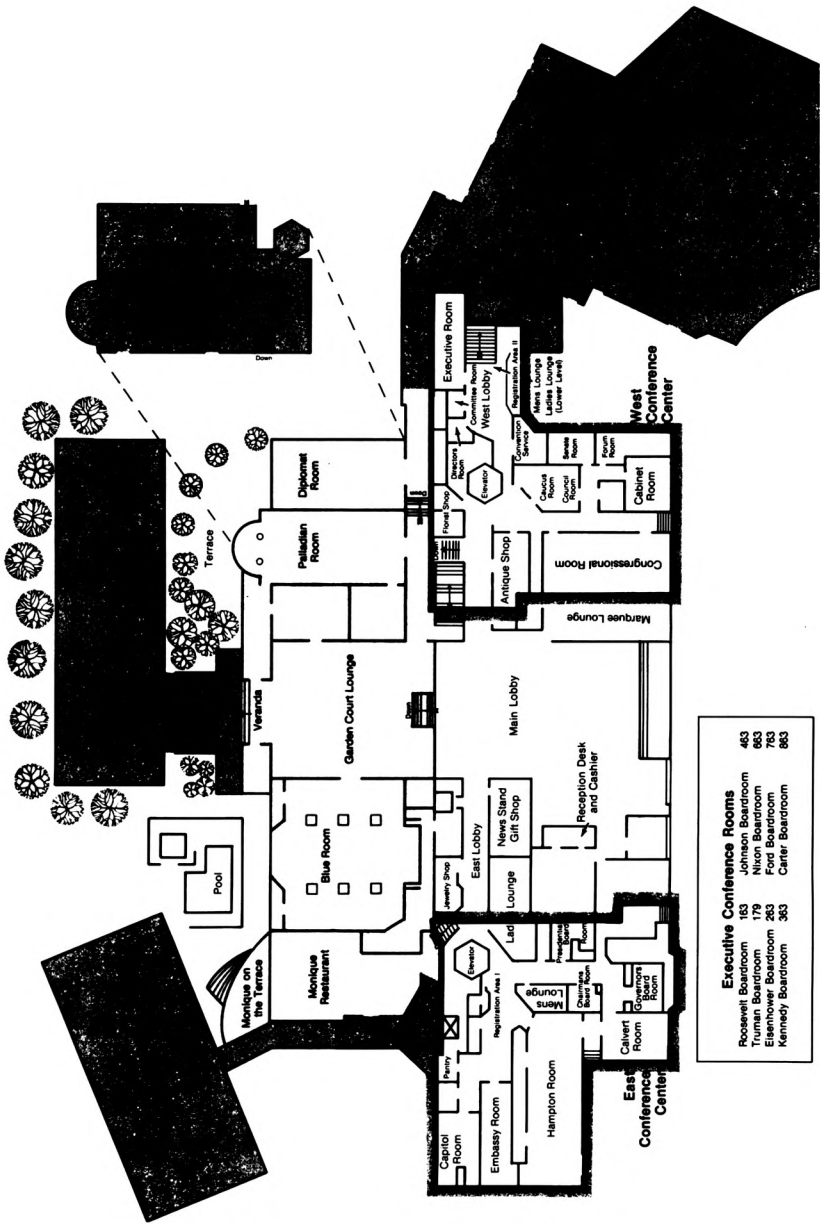 Down
Terrace
Diplomat
Room
Palladian
Room
Veranda
Garden Court Lounge
Down
Pool
Blue Room
Monique on
the Terrace
Monique
Restaurant
Executive Room
Committee Room
West Lobby
Registration Area II
Mens Lounge
Ladies Lounge
(Lower Level)
Directors
Room
Elevator
Convention
Service
Senate
Room
Forum
Room
Caucus
Room
Council
Room
Cabinet
Room
West
Conference
Center
Florist Shop
Down
Down
Antique Shop
Congressional Room
Marquee Lounge
Main Lobby
Reception Desk
and Cashier
News Stand
Gift Shop
East Lobby
Jewelry Shop
Lounge
Lad
Presidential
Board
Room
Elevator
Registration Area I
Mens
Lounge
Chairmans
Board Room
Governors
Board
Room
Calvert
Room
Pantry
Capitol
Room
Embassy Room
Hampton Room
East
Conference
Center
Executive Conference Rooms
Roosevelt Boardroom 163 Johnson Boardroom 463
Truman Boardroom 179 Nixon Boardroom 663
Eisenhower Boardroom 263 Ford Boardroom 763
Kennedy Boardroom 363 Carter Boardroom 863